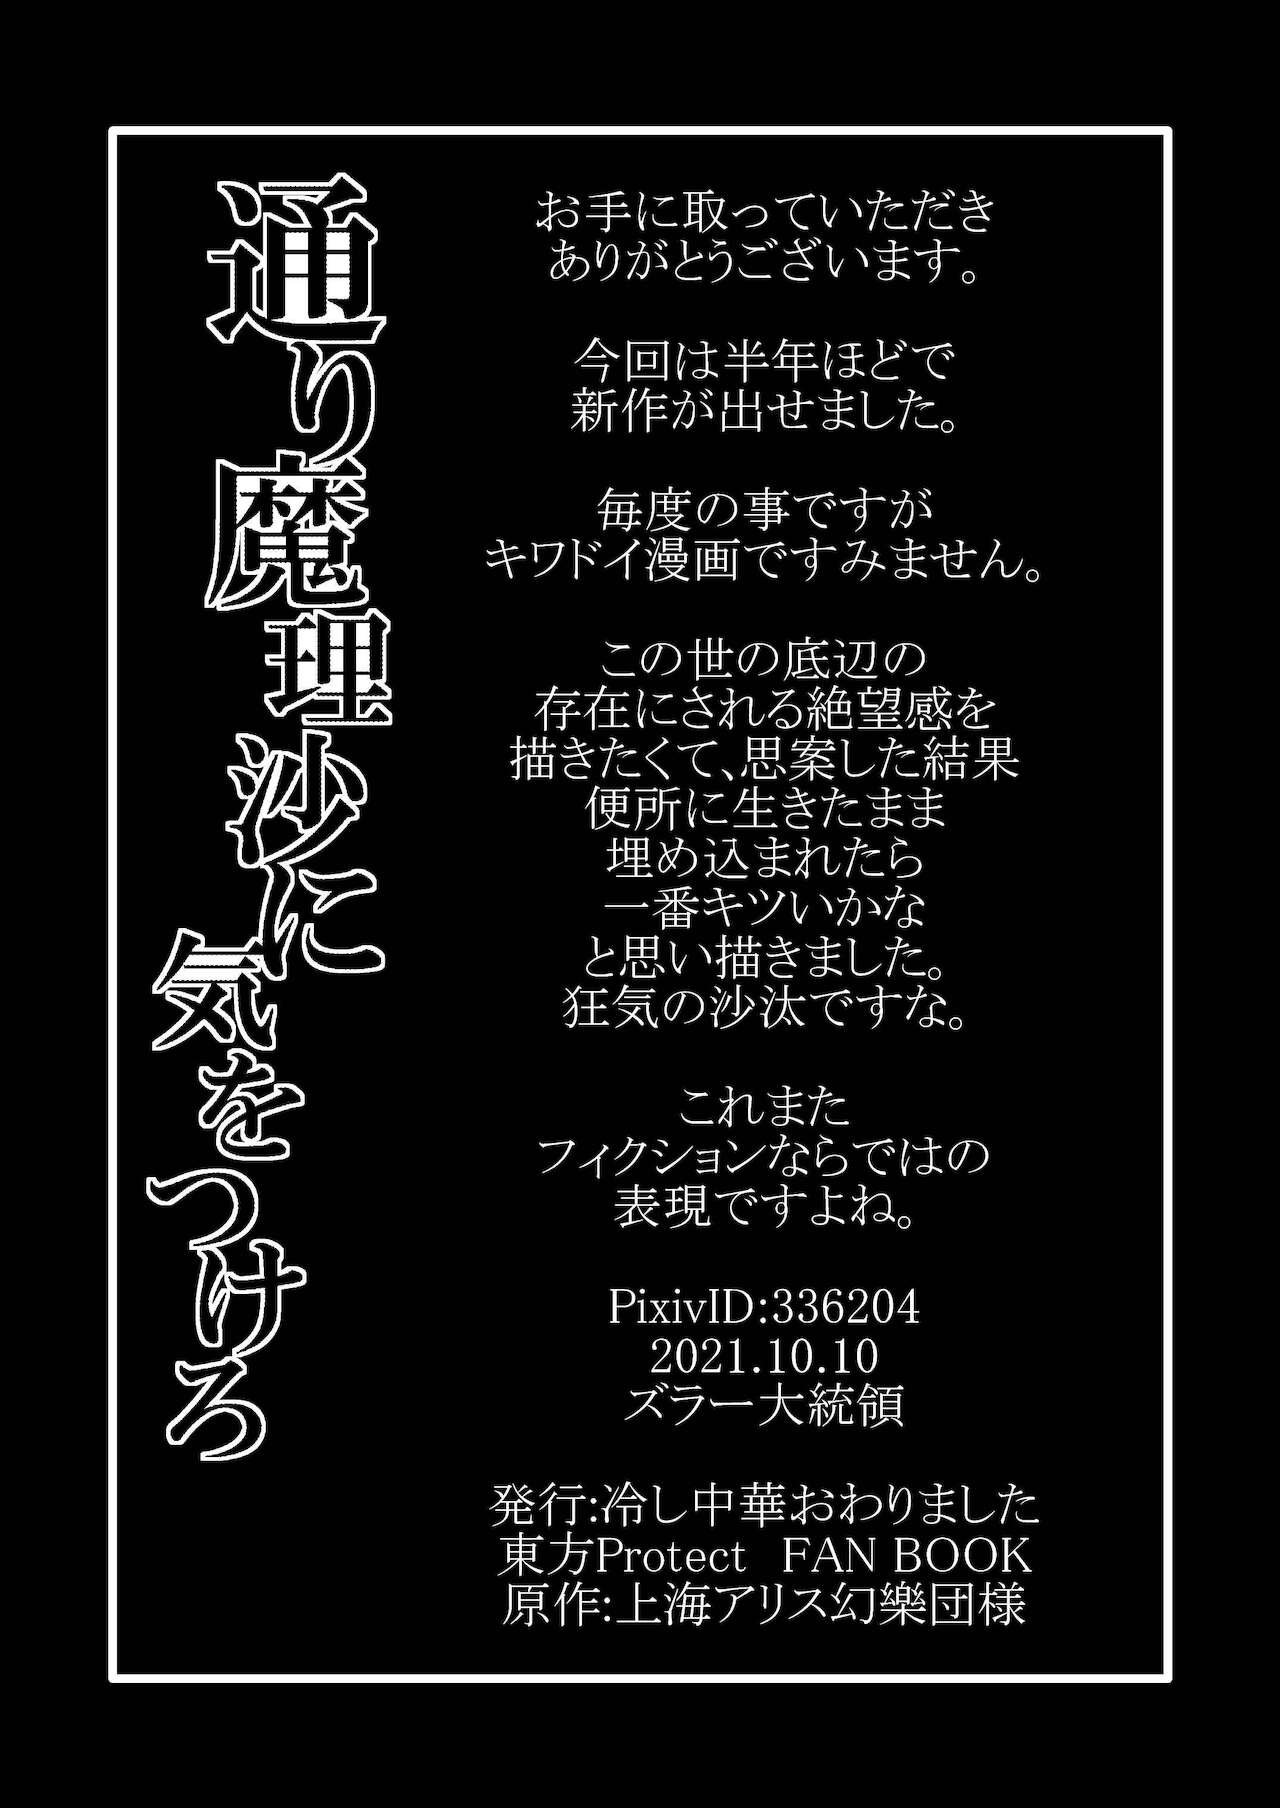 通り魔理沙に
気をつけろ
お手に取っていただき
ありがとうございます。
今回は半年ほどで
新作が出せました。
毎度の事ですが
キワドイ漫画ですみません。
この世の底辺の
存在にされる絶望感を
描きたくて、思案した結果
便所に生きたまま
埋め込まれたら
一番キツいかな
と思い描きました。
狂気の沙汰ですな。
これまた
フィクションならではの
表現ですよね。
PixivID:336204
2021.10.10
ズラー大統領
発行:冷し中華おわりました
東方Protect　FAN BOOK
原作:上海アリス幻樂団様